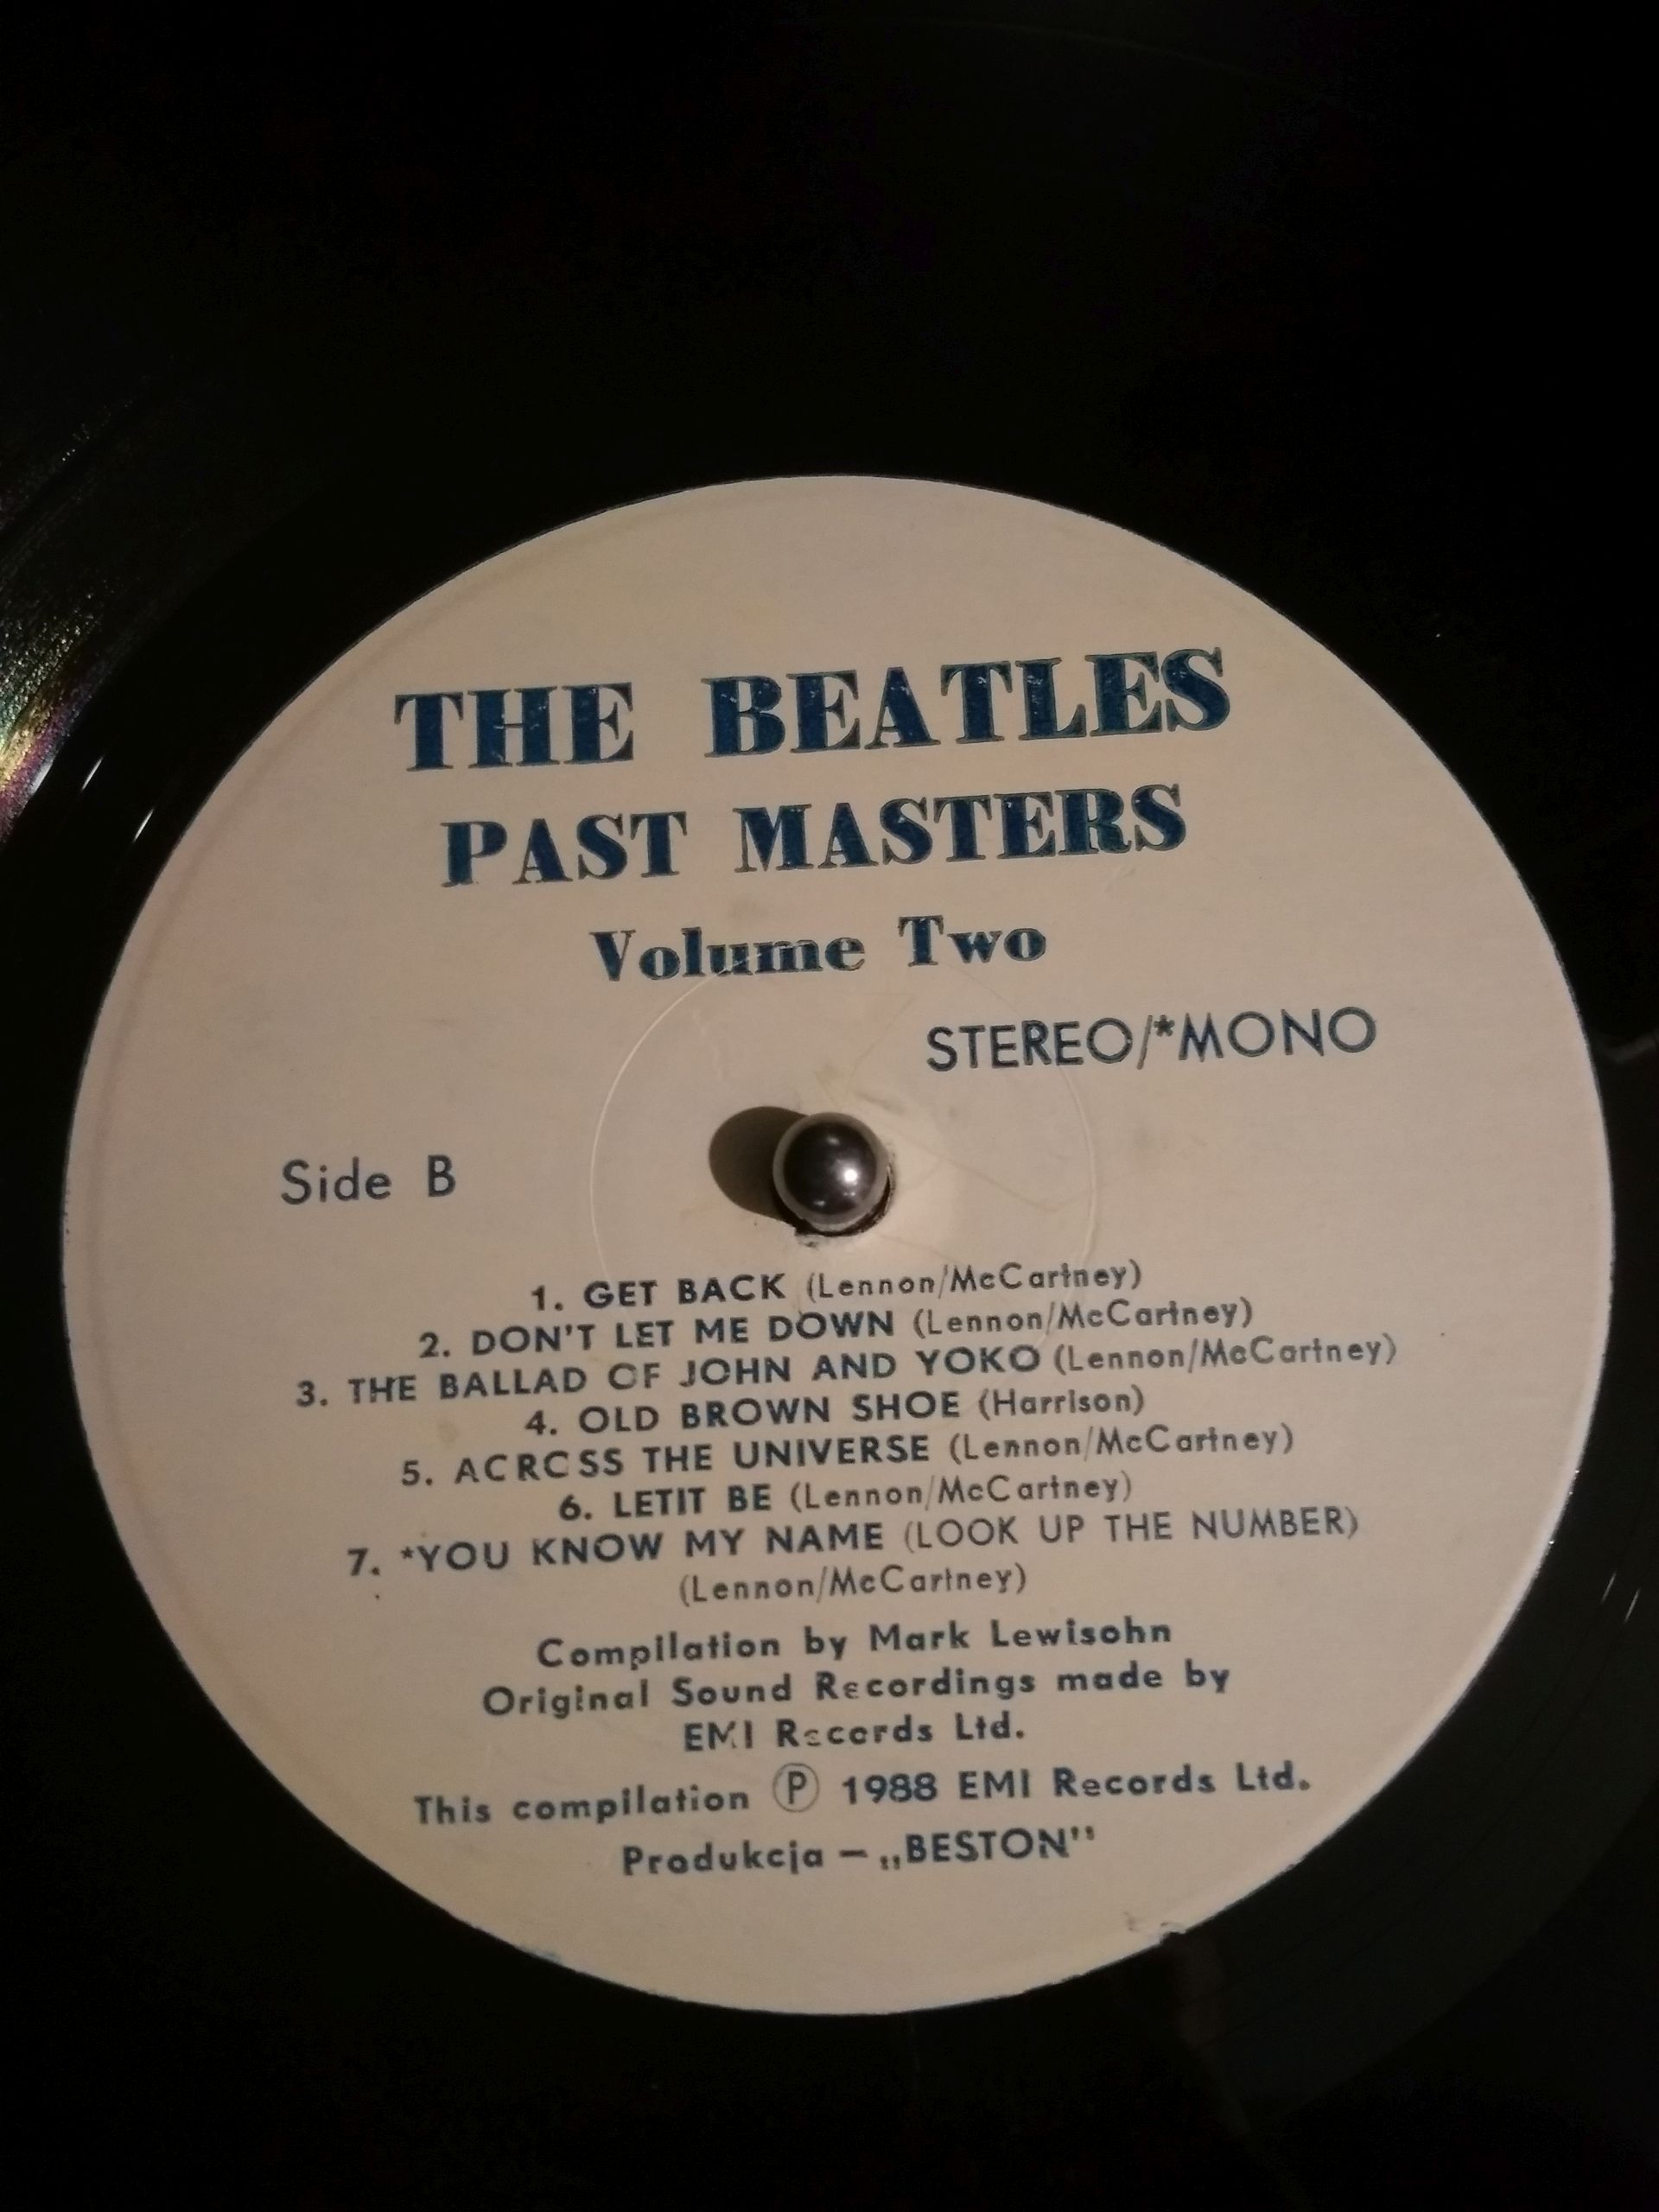 THE BEATLES
PAST MASTERS
Volume Two
STEREO/*MONO
Side B
1. GET BACK (Lennon/McCartney)
2. DON'T LET ME DOWN (Lennon/McCartney)
3. THE BALLAD OF JOHN AND YOKO (Lennon/McCartney)
4. OLD BROWN SHOE (Harrison)
5. ACROSS THE UNIVERSE (Lennon/McCartney)
6. LETIT BE (Lennon/McCartney)
7. *YOU KNOW MY NAME (LOOK UP THE NUMBER)
(Lennon/McCartney)
Compilation by Mark Lewisohn
Original Sound Recordings made by
EMI Records Ltd.
This compilation Ⓟ 1988 EMI Records Ltd.
Produkcja – „BESTON"